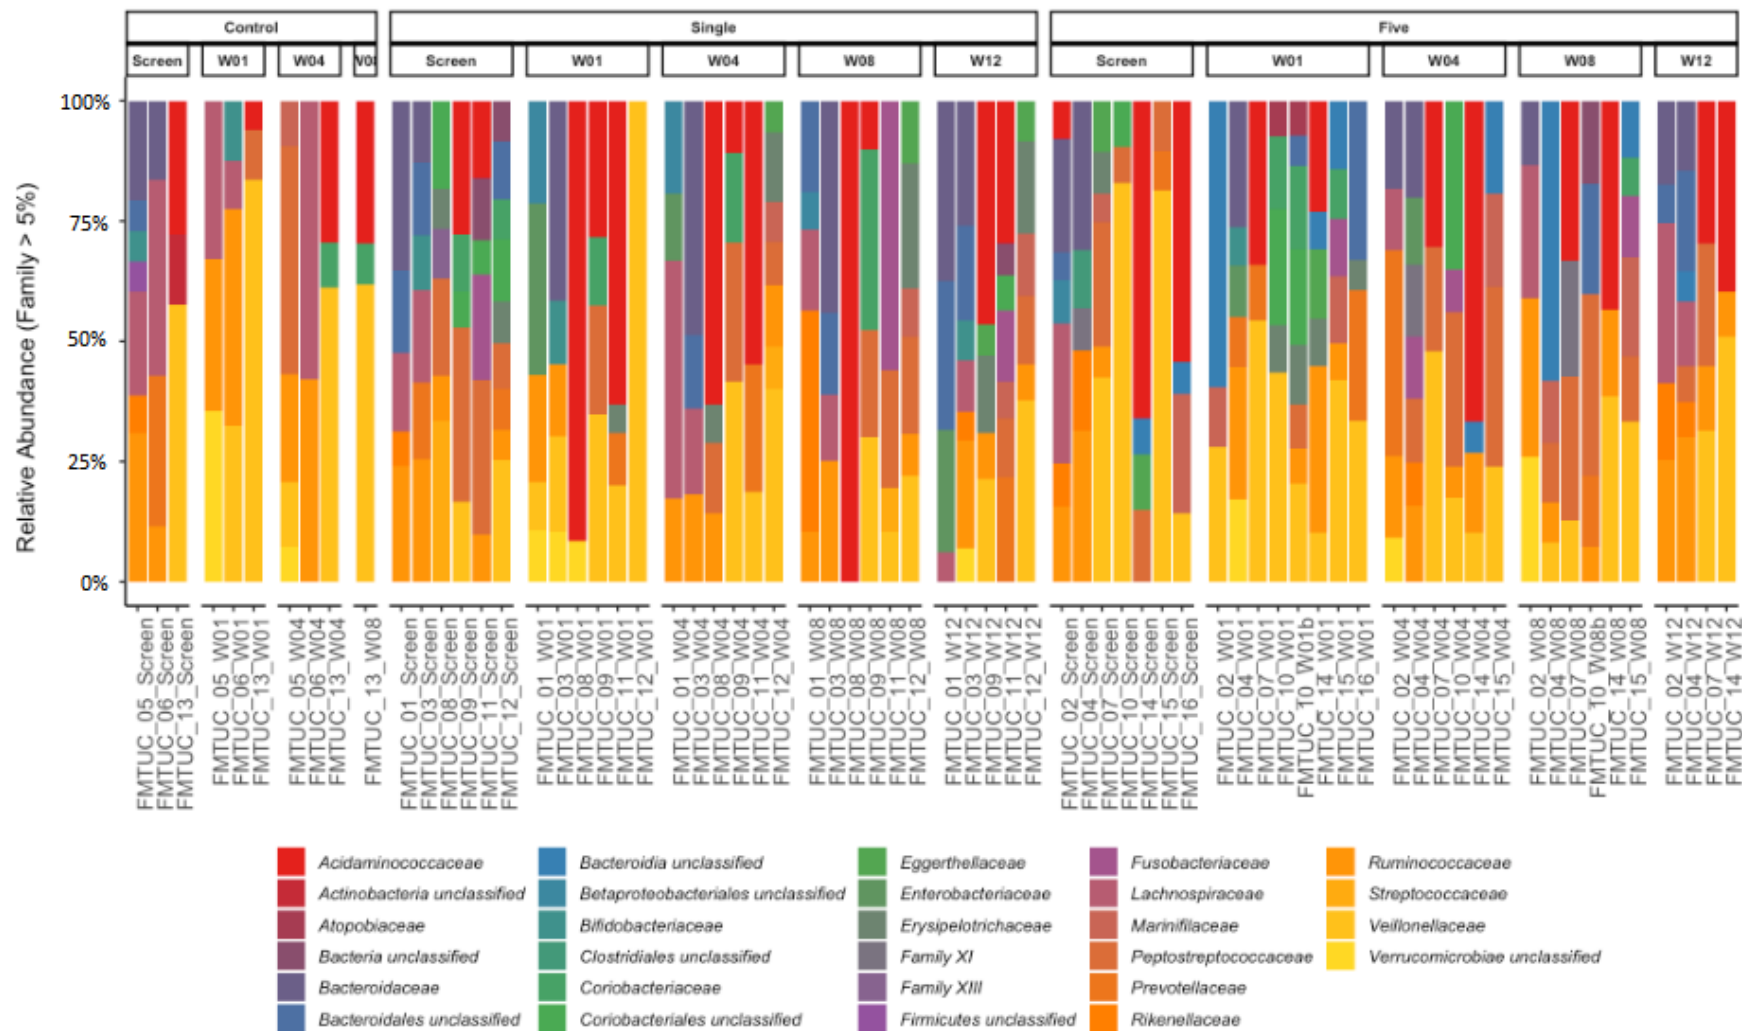 Control Single Five
Screen W01 W04 W08 Screen W01 W04 W08 W12 Screen W01 W04 W08 W12
Relative Abundance (Family > 5%)
100%
75%
50%
25%
0%
FMTUC_05_Screen
FMTUC_06_Screen
FMTUC_13_Screen
FMTUC_05_W01
FMTUC_06_W01
FMTUC_13_W01
FMTUC_05_W04
FMTUC_06_W04
FMTUC_13_W04
FMTUC_13_W08
FMTUC_01_Screen
FMTUC_03_Screen
FMTUC_08_Screen
FMTUC_09_Screen
FMTUC_11_Screen
FMTUC_12_Screen
FMTUC_01_W01
FMTUC_03_W01
FMTUC_08_W01
FMTUC_09_W01
FMTUC_11_W01
FMTUC_12_W01
FMTUC_01_W04
FMTUC_03_W04
FMTUC_08_W04
FMTUC_09_W04
FMTUC_11_W04
FMTUC_12_W04
FMTUC_01_W08
FMTUC_03_W08
FMTUC_08_W08
FMTUC_09_W08
FMTUC_11_W08
FMTUC_12_W08
FMTUC_01_W12
FMTUC_03_W12
FMTUC_09_W12
FMTUC_11_W12
FMTUC_12_W12
FMTUC_02_Screen
FMTUC_04_Screen
FMTUC_07_Screen
FMTUC_10_Screen
FMTUC_14_Screen
FMTUC_15_Screen
FMTUC_16_Screen
FMTUC_02_W01
FMTUC_04_W01
FMTUC_07_W01
FMTUC_10_W01
FMTUC_10_W01b
FMTUC_14_W01
FMTUC_15_W01
FMTUC_16_W01
FMTUC_02_W04
FMTUC_04_W04
FMTUC_07_W04
FMTUC_10_W04
FMTUC_14_W04
FMTUC_15_W04
FMTUC_02_W08
FMTUC_04_W08
FMTUC_07_W08
FMTUC_10_W08b
FMTUC_14_W08
FMTUC_15_W08
FMTUC_02_W12
FMTUC_04_W12
FMTUC_07_W12
FMTUC_14_W12
Acidaminococcaceae
Actinobacteria unclassified
Atopobiaceae
Bacteria unclassified
Bacteroidaceae
Bacteroidales unclassified
Bacteroidia unclassified
Betaproteobacteriales unclassified
Bifidobacteriaceae
Clostridiales unclassified
Coriobacteriaceae
Coriobacteriales unclassified
Eggerthellaceae
Enterobacteriaceae
Erysipelotrichaceae
Family XI
Family XIII
Firmicutes unclassified
Fusobacteriaceae
Lachnospiraceae
Marinifilaceae
Peptostreptococcaceae
Prevotellaceae
Rikenellaceae
Ruminococcaceae
Streptococcaceae
Veillonellaceae
Verrucomicrobiae unclassified